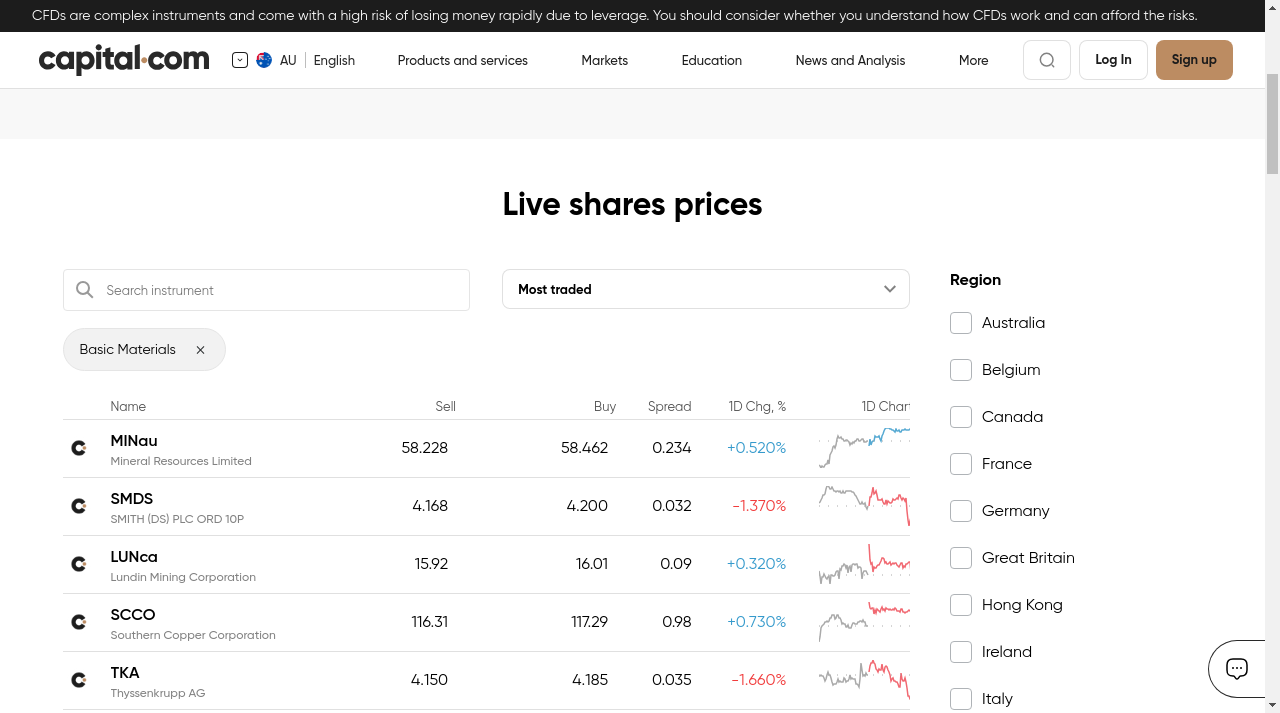 CFDs are complex instruments and come with a high risk of losing money rapidly due to leverage. You should consider whether you understand how CFDs work and can afford the risks.
capital.com AU English Products and services Markets Education News and Analysis More Log In Sign up
Live shares prices
Search instrument
Most traded
Basic Materials
Name Sell Buy Spread 1D Chg, % 1D Chart
MINau 58.228 58.462 0.234 +0.520%
Mineral Resources Limited
SMDS 4.168 4.200 0.032 -1.370%
SMITH (DS) PLC ORD 10P
LUNca 15.92 16.01 0.09 +0.320%
Lundin Mining Corporation
SCCO 116.31 117.29 0.98 +0.730%
Southern Copper Corporation
TKA 4.150 4.185 0.035 -1.660%
Thyssenkrupp AG
Region
Australia
Belgium
Canada
France
Germany
Great Britain
Hong Kong
Ireland
Italy